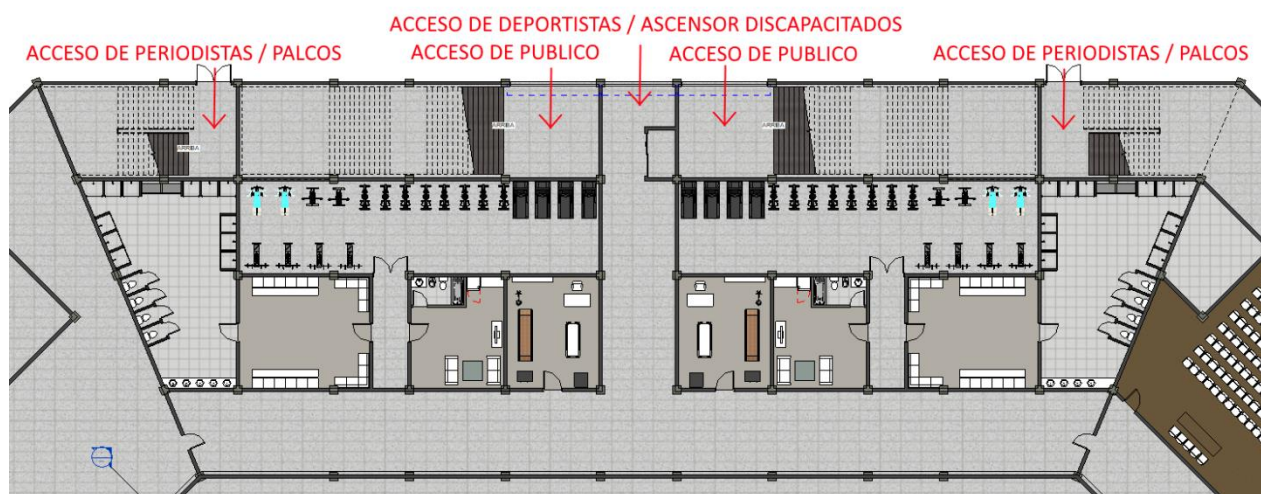 ACCESO DE DEPORTISTAS / ASCENSOR DISCAPACITADOS
ACCESO DE PERIODISTAS / PALCOS
ACCESO DE PUBLICO
ACCESO DE PUBLICO
ACCESO DE PERIODISTAS / PALCOS
ARRIBA
ARRIBA
ARRIBA
ARRIBA